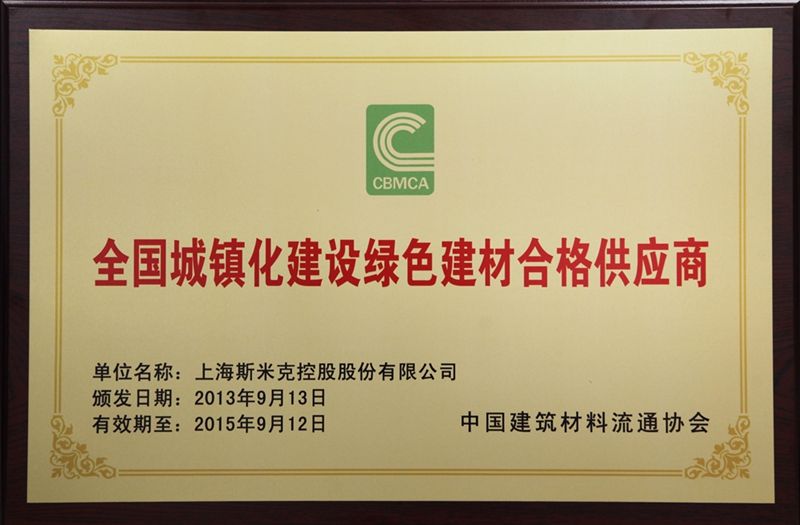 CBMCA
全国城镇化建设绿色建材合格供应商
单位名称：上海斯米克控股股份有限公司
颁发日期：2013年9月13日
有效期至：2015年9月12日
中国建筑材料流通协会